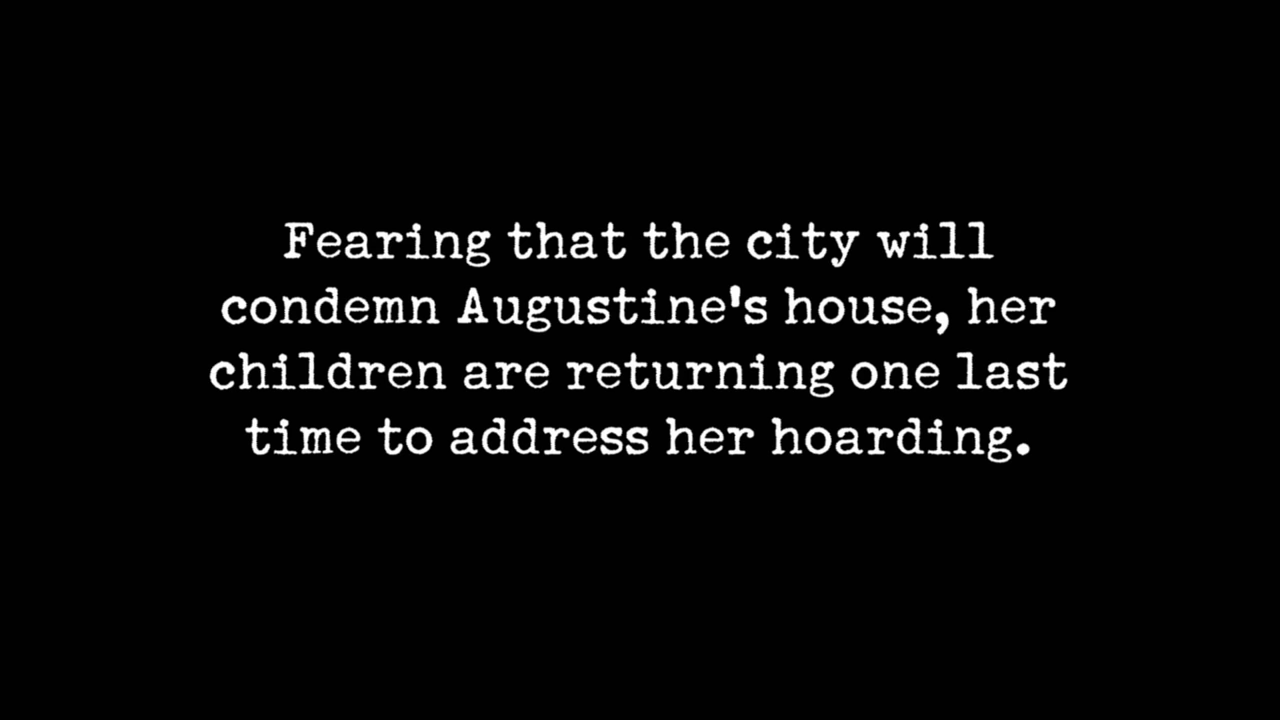 Fearing that the city will
condemn Augustine's house, her
children are returning one last
time to address her hoarding.